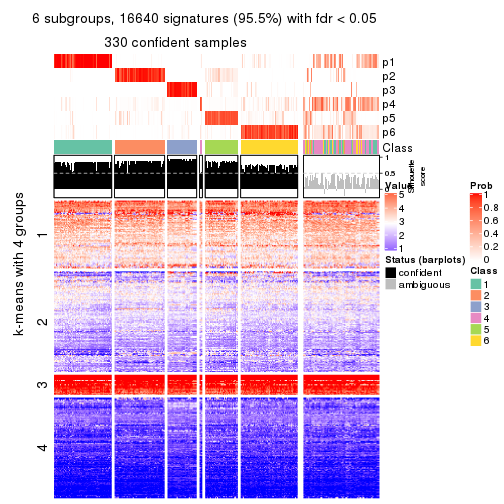 6 subgroups, 16640 signatures (95.5%) with fdr < 0.05
330 confident samples
p1
p2
p3
p4
p5
p6
Class
1
0.5
0
Silhouette
score
k-means with 4 groups
1
2
3
4
Value
5
4
3
2
1
Status (barplots)
confident
ambiguous
Prob
1
0.8
0.6
0.4
0.2
0
Class
1
2
3
4
5
6